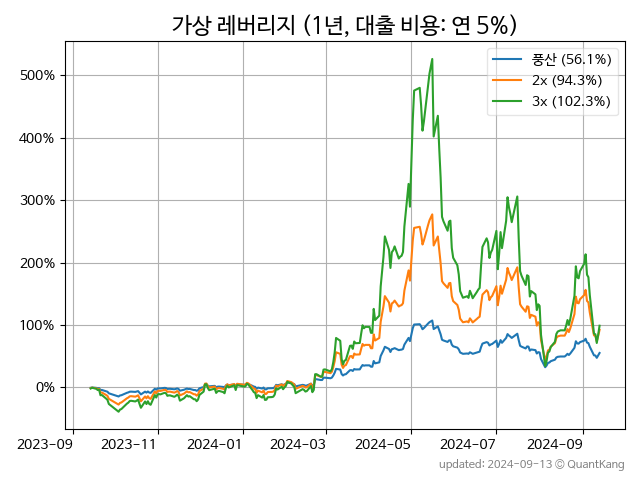 가상 레버리지 (1년, 대출 비용: 연 5%)
풍산 (56.1%)
2x (94.3%)
3x (102.3%)
500%
400%
300%
200%
100%
0%
2023-09 2023-11 2024-01 2024-03 2024-05 2024-07 2024-09
updated: 2024-09-13 © QuantKang